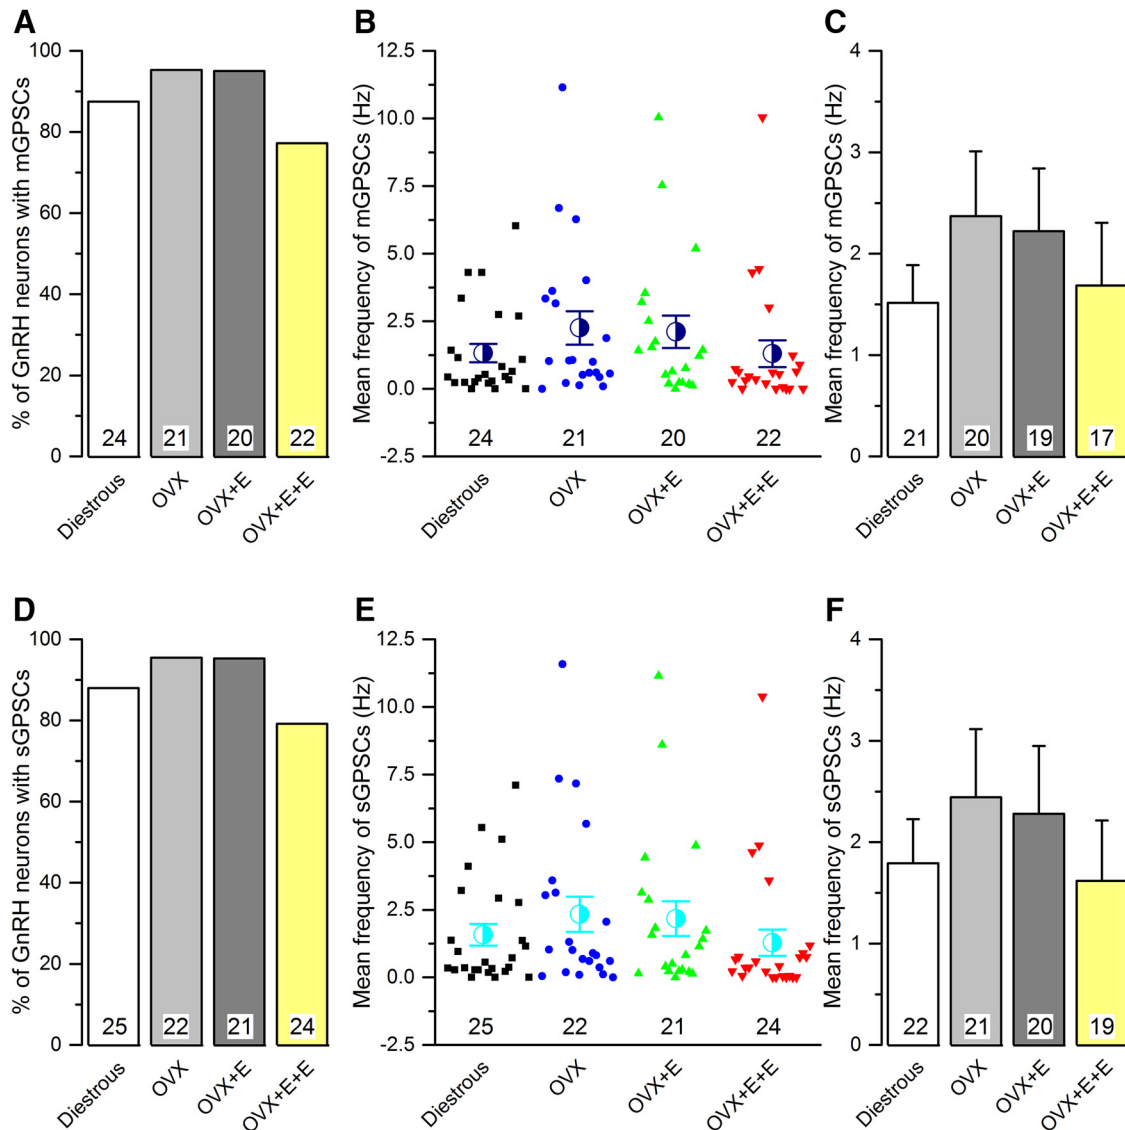 A
% of GnRH neurons with mGPSCs
100
80
60
40
20
0
24
21
20
22
Diestrous
OVX
OVX+E
OVX+E+E
B
Mean frequency of mGPSCs (Hz)
12.5
10.0
7.5
5.0
2.5
0.0
-2.5
24
21
20
22
Diestrous
OVX
OVX+E
OVX+E+E
C
Mean frequency of mGPSCs (Hz)
4
3
2
1
0
21
20
19
17
Diestrous
OVX
OVX+E
OVX+E+E
D
% of GnRH neurons with sGPSCs
100
80
60
40
20
0
25
22
21
24
Diestrous
OVX
OVX+E
OVX+E+E
E
Mean frequency of sGPSCs (Hz)
12.5
10.0
7.5
5.0
2.5
0.0
-2.5
25
22
21
24
Diestrous
OVX
OVX+E
OVX+E+E
F
Mean frequency of sGPSCs (Hz)
4
3
2
1
0
22
21
20
19
Diestrous
OVX
OVX+E
OVX+E+E